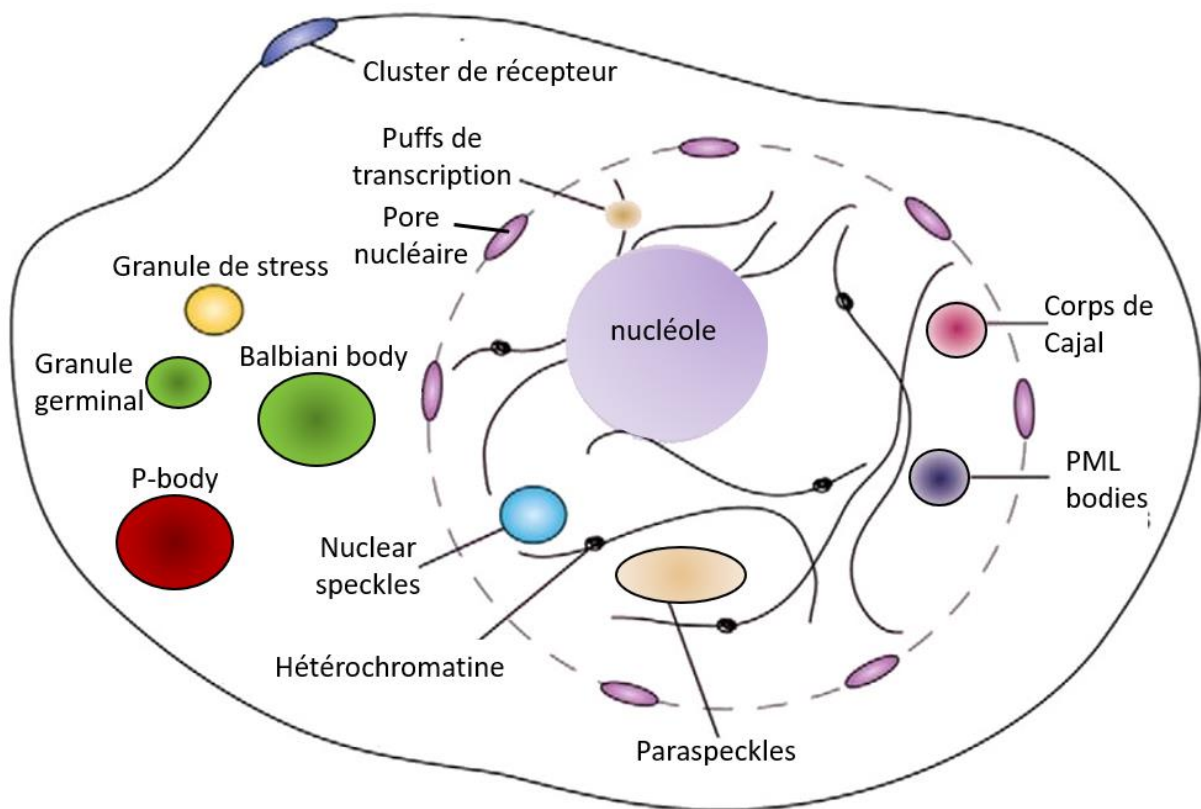 Cluster de récepteur
Puffs de
transcription
Pore
nucléaire
Granule de stress
Granule
germinal
Balbiani body
P-body
nucléole
Corps de
Cajal
PML
bodies
Nuclear
speckles
Hétérochromatine
Paraspeckles